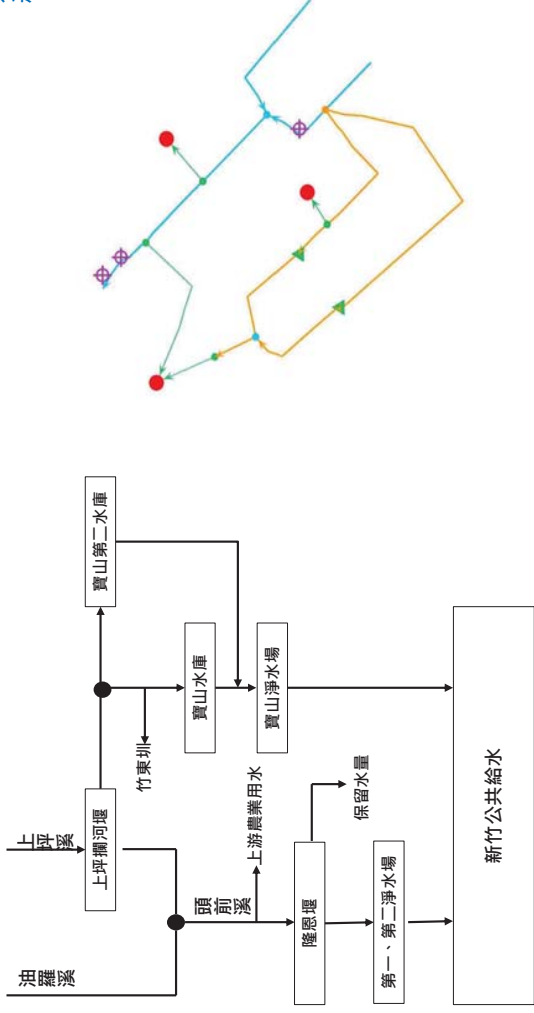 油羅溪
上坪溪
上坪攔河堰
寶山第二水庫
竹東圳
頭前溪
上游農業用水
寶山水庫
寶山淨水場
隆恩堰
保留水量
第一、第二淨水場
新竹公共給水